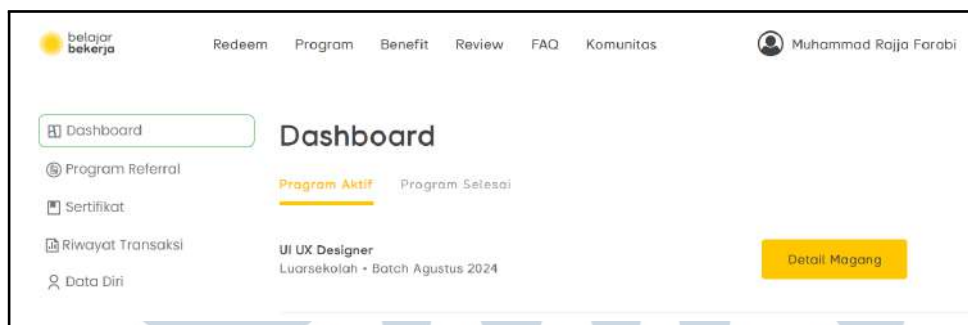 belajar
bekerja
Redeem Program Benefit Review FAQ Komunitas Muhammad Rajja Farabi
Dashboard
Program Referral
Sertifikat
Riwayat Transaksi
Data Diri
Dashboard
Program Aktif Program Selesai
UI UX Designer
Luarsekolah • Batch Agustus 2024
Detail Magang